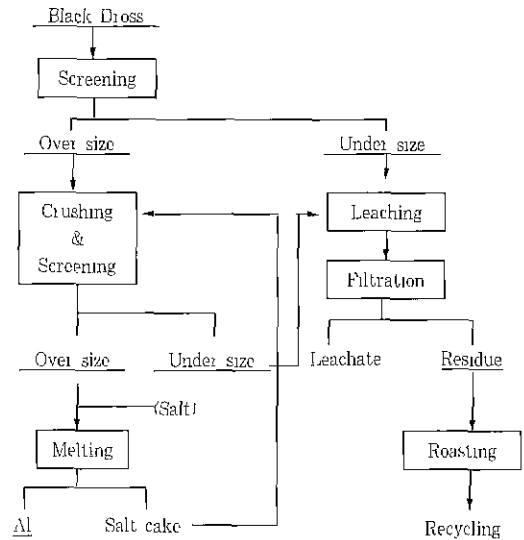 Black Dross
Screening
Over size
Under size
Crushing
&
Screening
Leaching
Filtration
Over size
Under size
Leachate
Residue
(Salt)
Melting
Roasting
Al
Salt cake
Recycling